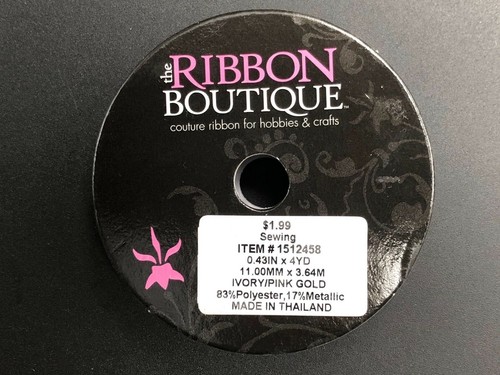 the RIBBON
BOUTIQUE™
couture ribbon for hobbies & crafts
$1.99
Sewing
ITEM # 1512458
0.43IN x 4YD
11.00MM x 3.64M
IVORY/PINK GOLD
83%Polyester,17%Metallic
MADE IN THAILAND